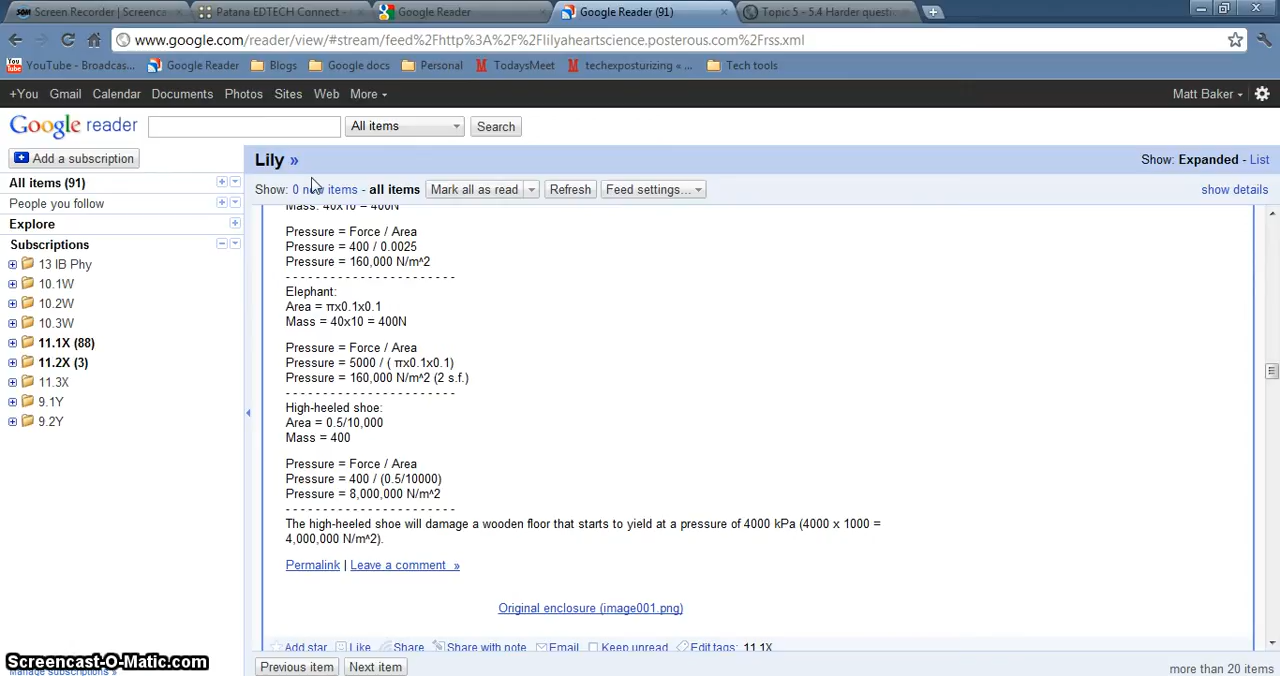 Screen Recorder | Screenca
Patana EDTECH Connect -
Google Reader
Google Reader (91)
Topic 5 - 5.4 Harder questi
www.google.com/reader/view/#stream/feed%2Fhttp%3A%2F%2Flilyaheartscience.posterous.com%2Frss.xml
YouTube - Broadcas... Google Reader Blogs Google docs Personal TodaysMeet techexposturizing «... Tech tools
+You Gmail Calendar Documents Photos Sites Web More Matt Baker
Google reader All items Search
Add a subscription
Lily » Show: Expanded - List
All items (91)
Show: 0 new items - all items Mark all as read Refresh Feed settings... show details
People you follow
Explore
Subscriptions
13 IB Phy
10.1W
10.2W
10.3W
11.1X (88)
11.2X (3)
11.3X
9.1Y
9.2Y
Mass: 40x10 = 400N
Pressure = Force / Area
Pressure = 400 / 0.0025
Pressure = 160,000 N/m^2
- - - - - - - - - - - - - - - - - - - - - - -
Elephant:
Area = πx0.1x0.1
Mass = 40x10 = 400N
Pressure = Force / Area
Pressure = 5000 / ( πx0.1x0.1)
Pressure = 160,000 N/m^2 (2 s.f.)
- - - - - - - - - - - - - - - - - - - - - - -
High-heeled shoe:
Area = 0.5/10,000
Mass = 400
Pressure = Force / Area
Pressure = 400 / (0.5/10000)
Pressure = 8,000,000 N/m^2
- - - - - - - - - - - - - - - - - - - - - - -
The high-heeled shoe will damage a wooden floor that starts to yield at a pressure of 4000 kPa (4000 x 1000 =
4,000,000 N/m^2).
Permalink | Leave a comment »
Original enclosure (image001.png)
Add star Like Share Share with note Email Keep unread Edit tags: 11.1X
Screencast-O-Matic.com
Manage subscriptions »
Previous item Next item more than 20 items